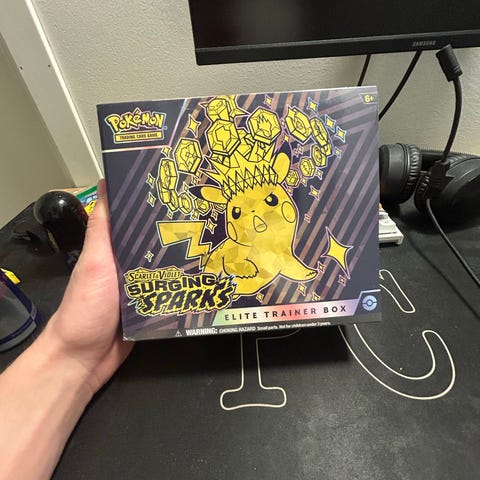 SAMSUNG
6+
POKéMON
TRADING CARD GAME
SCARLET & VIOLET
SURGING
SPARKS
ELITE TRAINER BOX
⚠ WARNING: CHOKING HAZARD Small parts. Not for children under 3 years.
PC